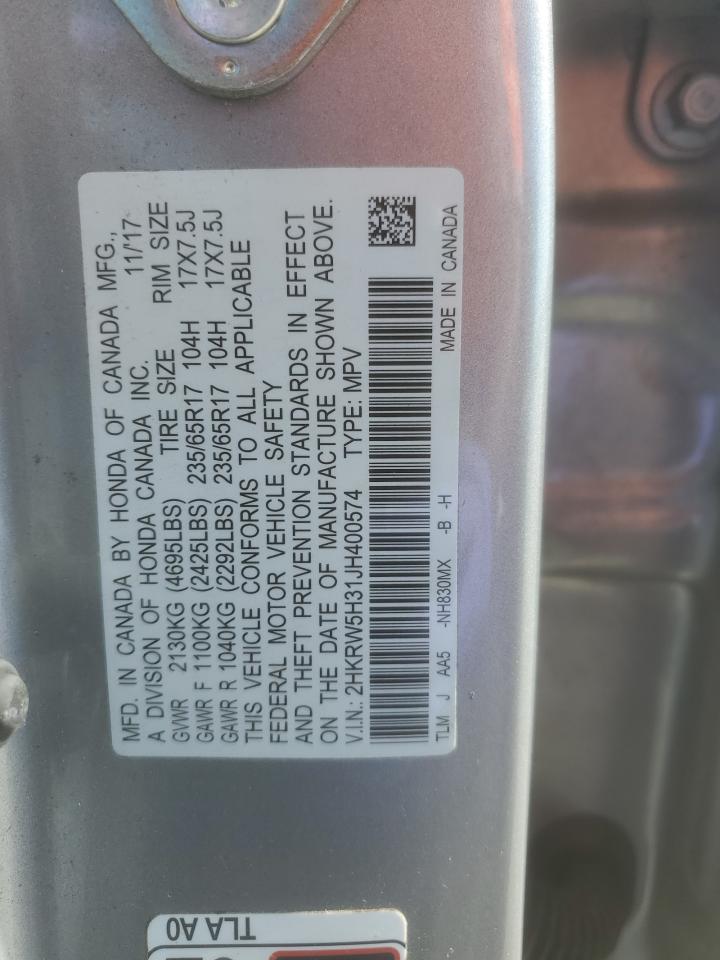 MFD. IN CANADA BY HONDA OF CANADA MFG.,
A DIVISION OF HONDA CANADA INC. 11/17
GVWR 2130KG (4695LBS) TIRE SIZE RIM SIZE
GAWR F 1100KG (2425LBS) 235/65R17 104H 17X7.5J
GAWR R 1040KG (2292LBS) 235/65R17 104H 17X7.5J
THIS VEHICLE CONFORMS TO ALL APPLICABLE
FEDERAL MOTOR VEHICLE SAFETY
AND THEFT PREVENTION STANDARDS IN EFFECT
ON THE DATE OF MANUFACTURE SHOWN ABOVE.
V.I.N.: 2HKRW5H31JH400574 TYPE: MPV
TLM J AA5 -NH830MX -B -H MADE IN CANADA
TLA A0